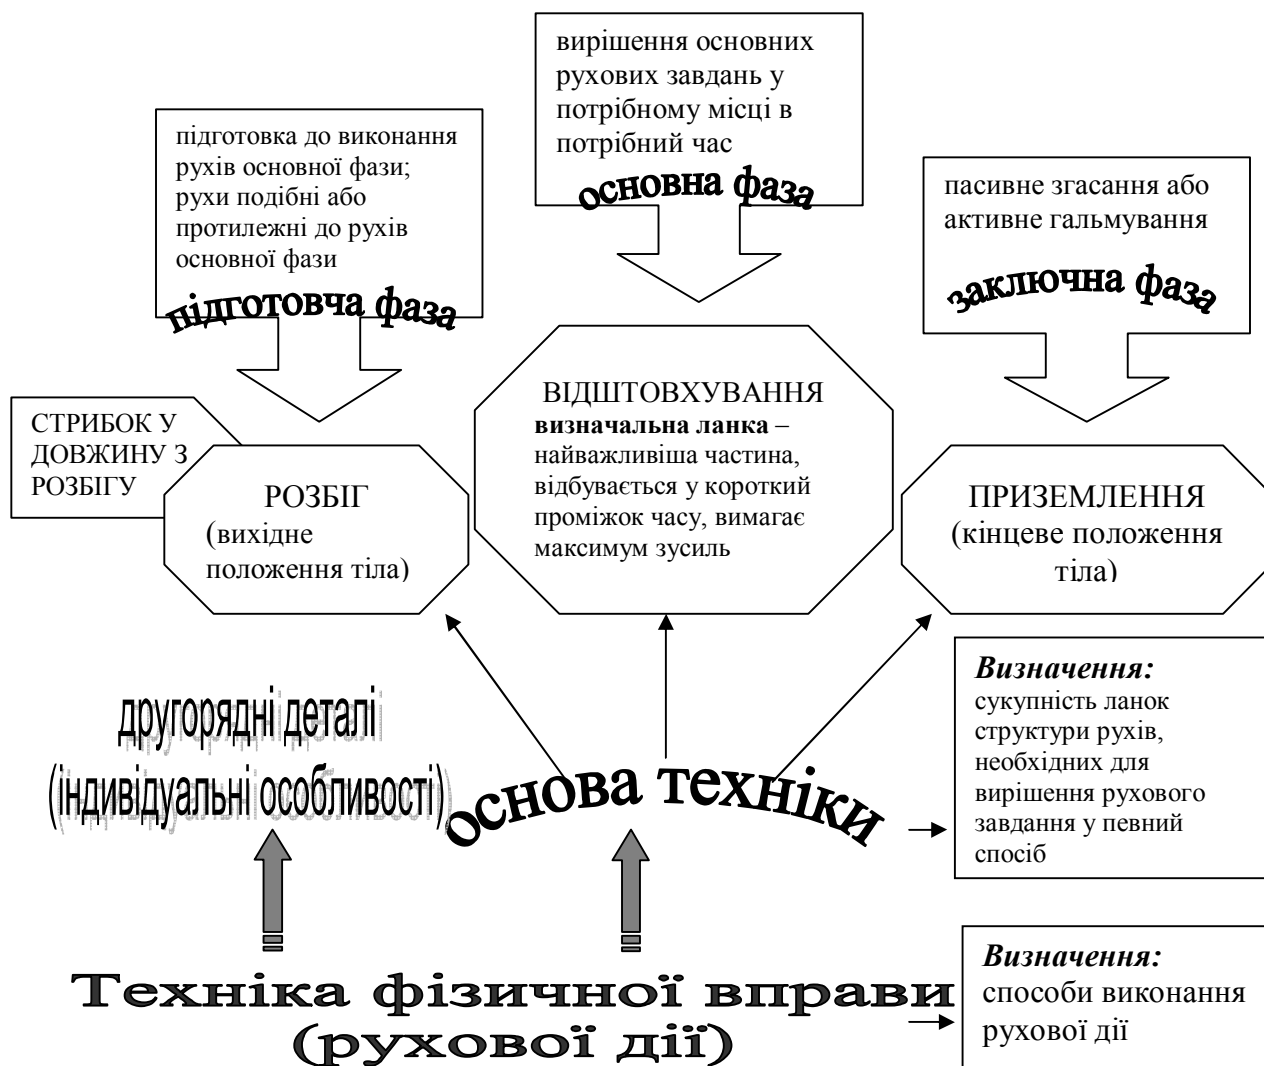 вирішення основних
рухових завдань у
потрібному місці в
потрібний час
основна фаза
підготовка до виконання
рухів основної фази;
рухи подібні або
протилежні до рухів
основної фази
підготовча фаза
пасивне згасання або
активне гальмування
заключна фаза
СТРИБОК У
ДОВЖИНУ З
РОЗБІГУ
РОЗБІГ
(вихідне
положення тіла)
ВІДШТОВХУВАННЯ
визначальна ланка –
найважливіша частина,
відбувається у короткий
проміжок часу, вимагає
максимум зусиль
ПРИЗЕМЛЕННЯ
(кінцеве положення
тіла)
другорядні деталі
(індивідуальні особливості)
основа техніки
Визначення:
сукупність ланок
структури рухів,
необхідних для
вирішення рухового
завдання у певний
спосіб
Техніка фізичної вправи
(рухової дії)
Визначення:
способи виконання
рухової дії